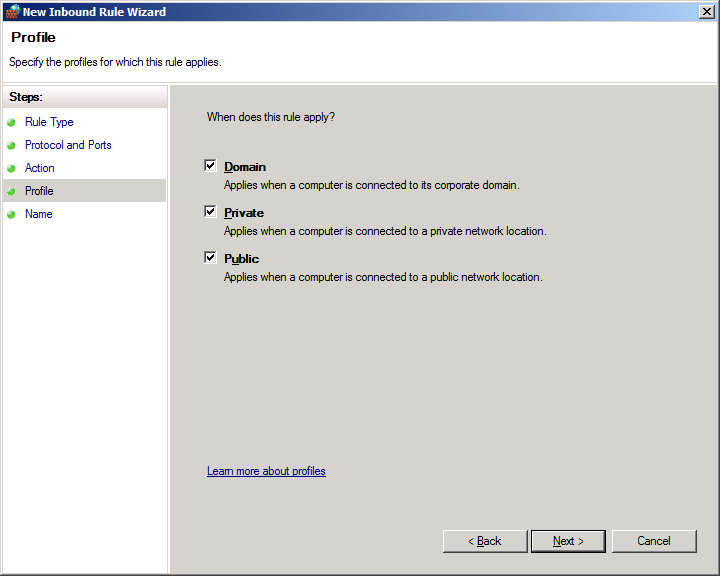 New Inbound Rule Wizard
Profile
Specify the profiles for which this rule applies.
Steps:
Rule Type
Protocol and Ports
Action
Profile
Name
When does this rule apply?
Domain
Applies when a computer is connected to its corporate domain.
Private
Applies when a computer is connected to a private network location.
Public
Applies when a computer is connected to a public network location.
Learn more about profiles
< Back
Next >
Cancel